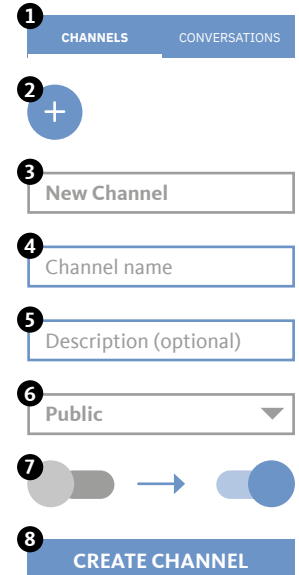 1
CHANNELS CONVERSATIONS
2
+
3
New Channel
4
Channel name
5
Description (optional)
6
Public
7
8
CREATE CHANNEL